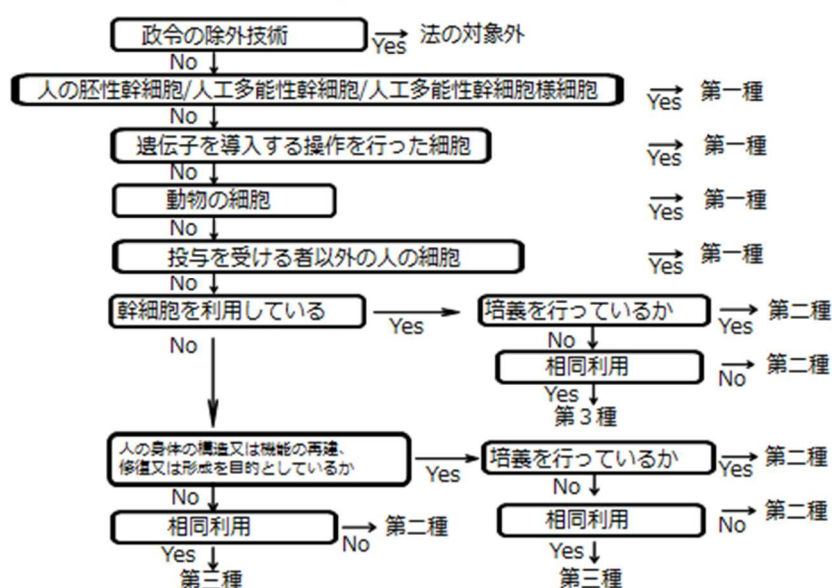 政令の除外技術
Yes
法の対象外
No
人の胚性幹細胞/人工多能性幹細胞/人工多能性幹細胞様細胞
Yes
第一種
No
遺伝子を導入する操作を行った細胞
Yes
第一種
No
動物の細胞
Yes
第一種
No
投与を受ける者以外の人の細胞
Yes
第一種
No
幹細胞を利用している
Yes
培義を行っているか
Yes
第二種
No
No
相同利用
No
第二種
Yes
第3種
人の身体の構造又は機能の再建、
修復又は形成を目的としているか
Yes
培義を行っているか
Yes
第二種
No
No
相同利用
No
第二種
相同利用
No
第二種
Yes
第三種
Yes
第三種